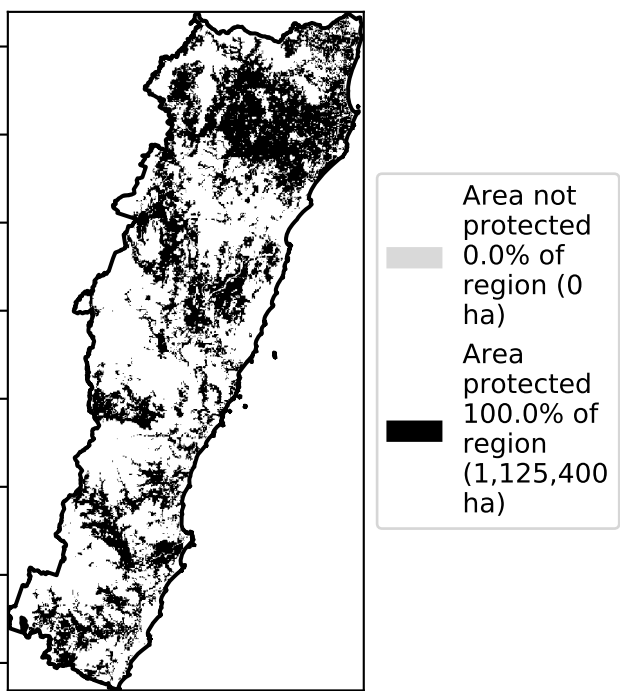 Area not
protected
0.0% of
region (0
ha)
Area
protected
100.0% of
region
(1,125,400
ha)